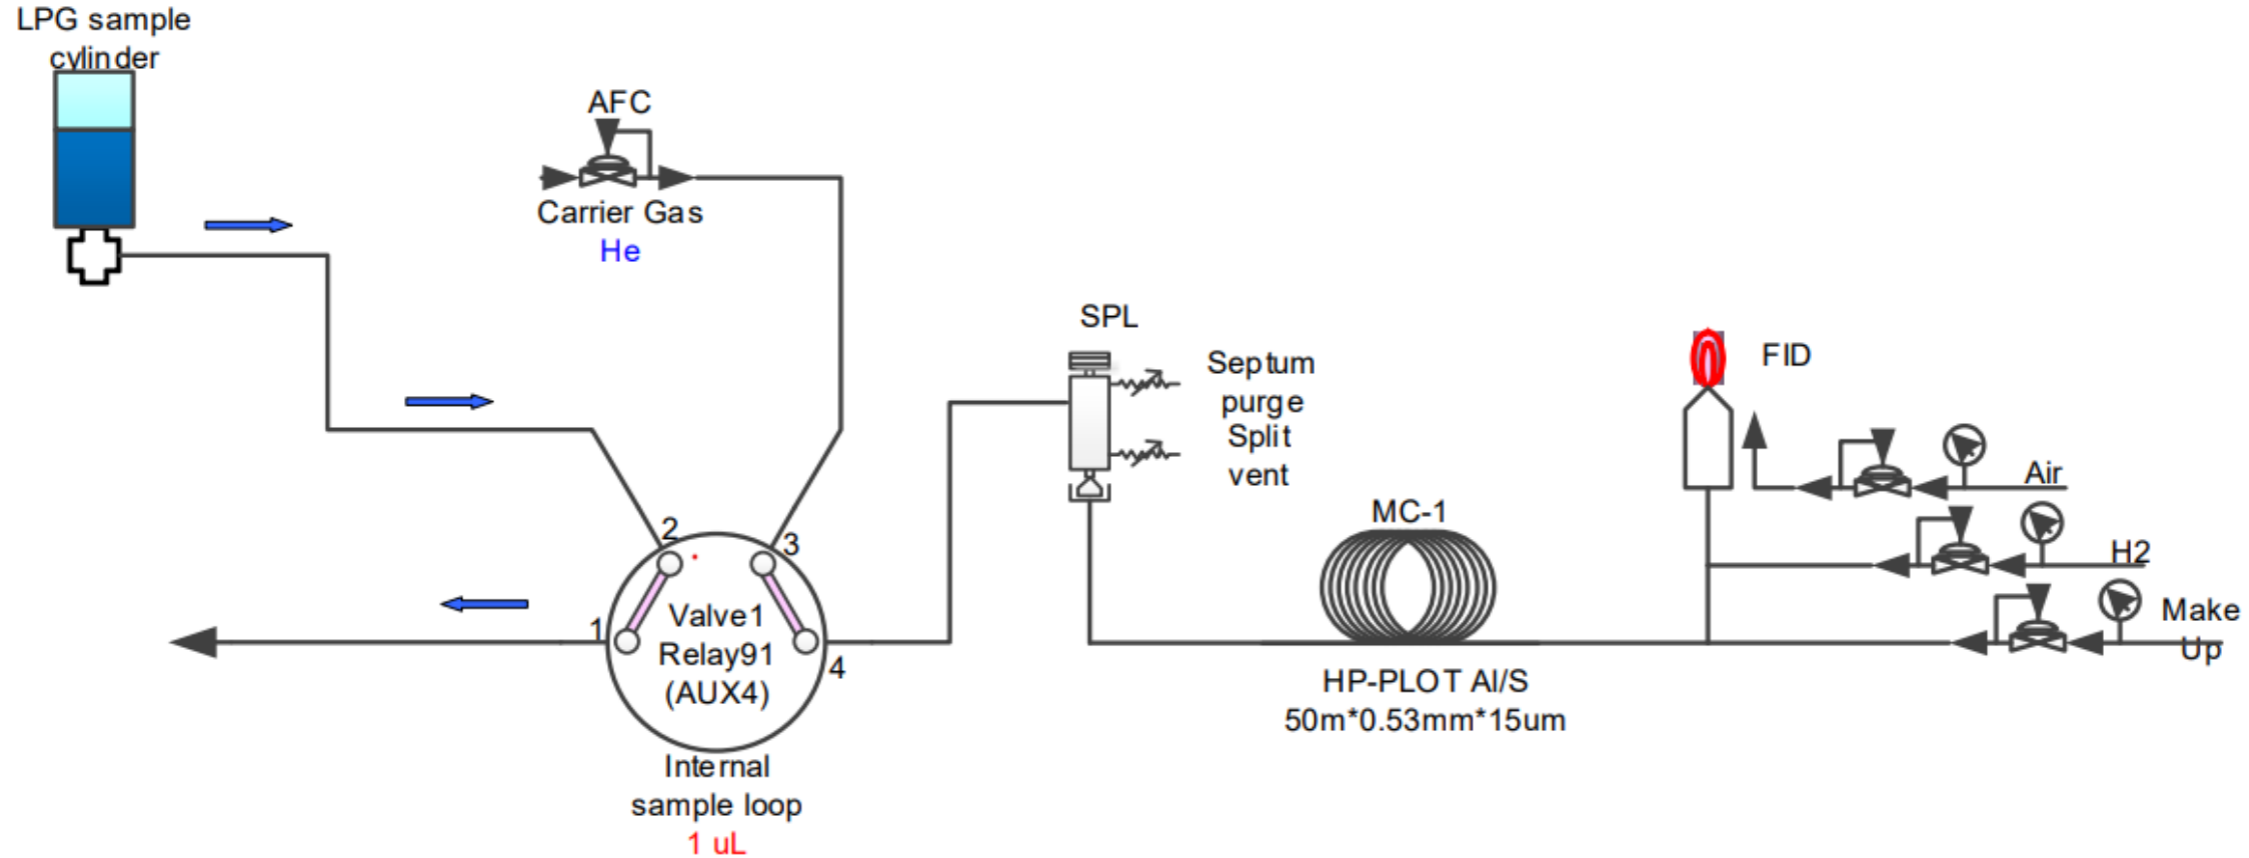 LPG sample
cylinder
AFC
Carrier Gas
He
SPL
Septum
purge
Split
vent
FID
Air
H2
Make
Up
MC-1
HP-PLOT Al/S
50m*0.53mm*15um
2
3
1
4
Valve1
Relay91
(AUX4)
Internal
sample loop
1 uL